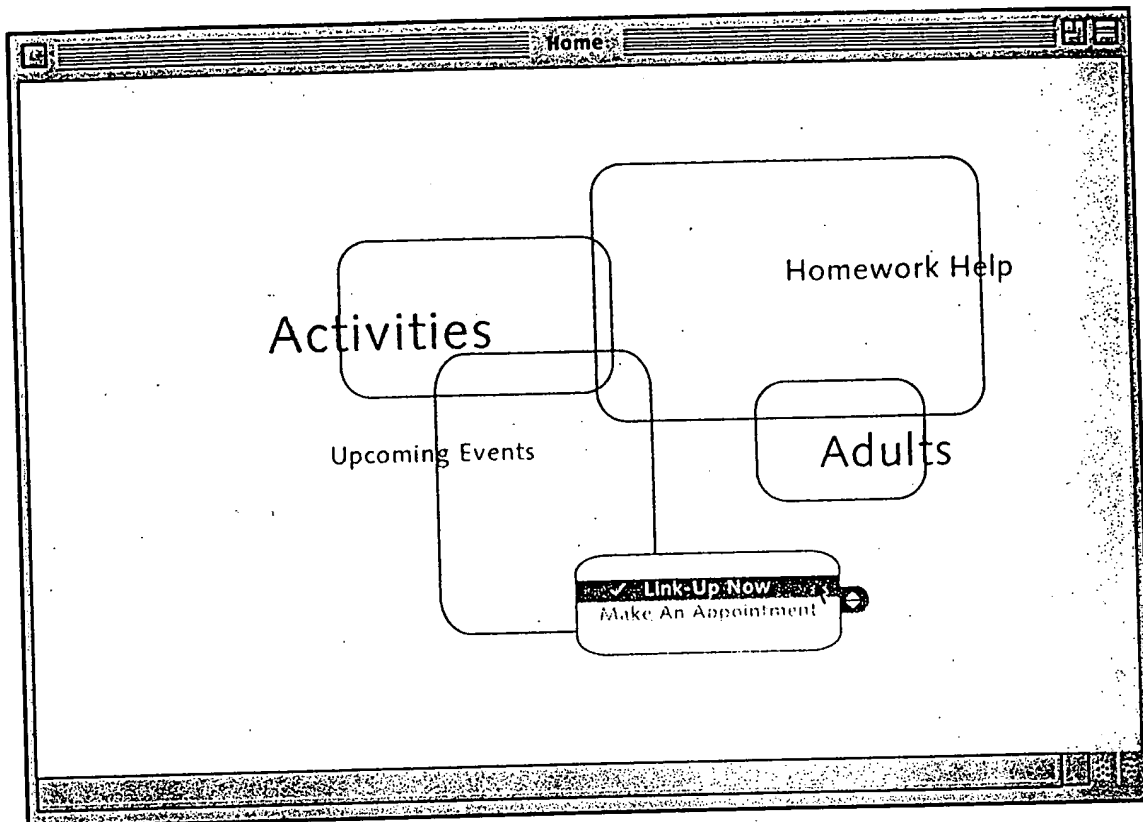 Home
Homework Help
Activities
Upcoming Events
Adults
✓ Link-Up Now
Make An Appointment